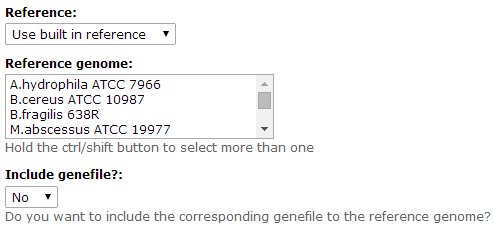 Reference:
Use built in reference
Reference genome:
A.hydrophila ATCC 7966
B.cereus ATCC 10987
B.fragilis 638R
M.abscessus ATCC 19977
Hold the ctrl/shift button to select more than one
Include genefile?:
No
Do you want to include the corresponding genefile to the reference genome?